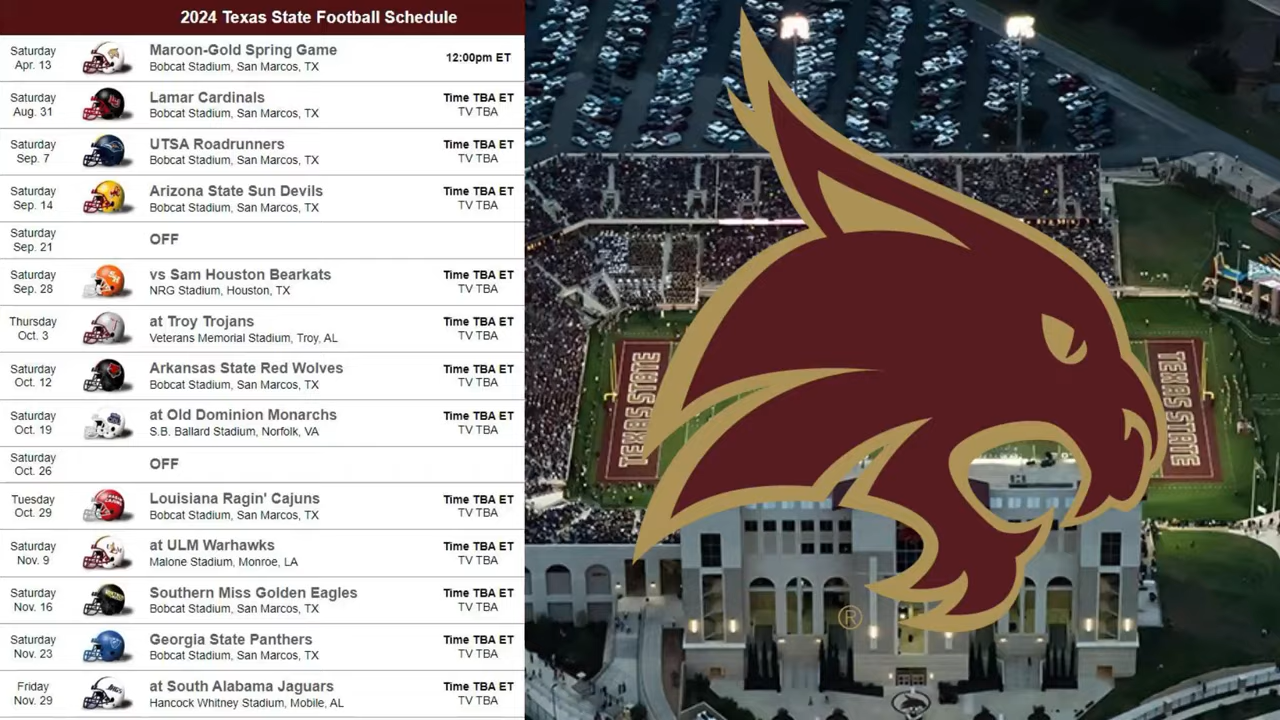 2024 Texas State Football Schedule
Saturday
Apr. 13
Maroon-Gold Spring Game
Bobcat Stadium, San Marcos, TX
12:00pm ET
Saturday
Aug. 31
Lamar Cardinals
Bobcat Stadium, San Marcos, TX
Time TBA ET
TV TBA
Saturday
Sep. 7
UTSA Roadrunners
Bobcat Stadium, San Marcos, TX
Time TBA ET
TV TBA
Saturday
Sep. 14
Arizona State Sun Devils
Bobcat Stadium, San Marcos, TX
Time TBA ET
TV TBA
Saturday
Sep. 21
OFF
Saturday
Sep. 28
vs Sam Houston Bearkats
NRG Stadium, Houston, TX
Time TBA ET
TV TBA
Thursday
Oct. 3
at Troy Trojans
Veterans Memorial Stadium, Troy, AL
Time TBA ET
TV TBA
Saturday
Oct. 12
Arkansas State Red Wolves
Bobcat Stadium, San Marcos, TX
Time TBA ET
TV TBA
Saturday
Oct. 19
at Old Dominion Monarchs
S.B. Ballard Stadium, Norfolk, VA
Time TBA ET
TV TBA
Saturday
Oct. 26
OFF
Tuesday
Oct. 29
Louisiana Ragin' Cajuns
Bobcat Stadium, San Marcos, TX
Time TBA ET
TV TBA
Saturday
Nov. 9
at ULM Warhawks
Malone Stadium, Monroe, LA
Time TBA ET
TV TBA
Saturday
Nov. 16
Southern Miss Golden Eagles
Bobcat Stadium, San Marcos, TX
Time TBA ET
TV TBA
Saturday
Nov. 23
Georgia State Panthers
Bobcat Stadium, San Marcos, TX
Time TBA ET
TV TBA
Friday
Nov. 29
at South Alabama Jaguars
Hancock Whitney Stadium, Mobile, AL
Time TBA ET
TV TBA
TEXAS STATE
TEXAS STATE
®